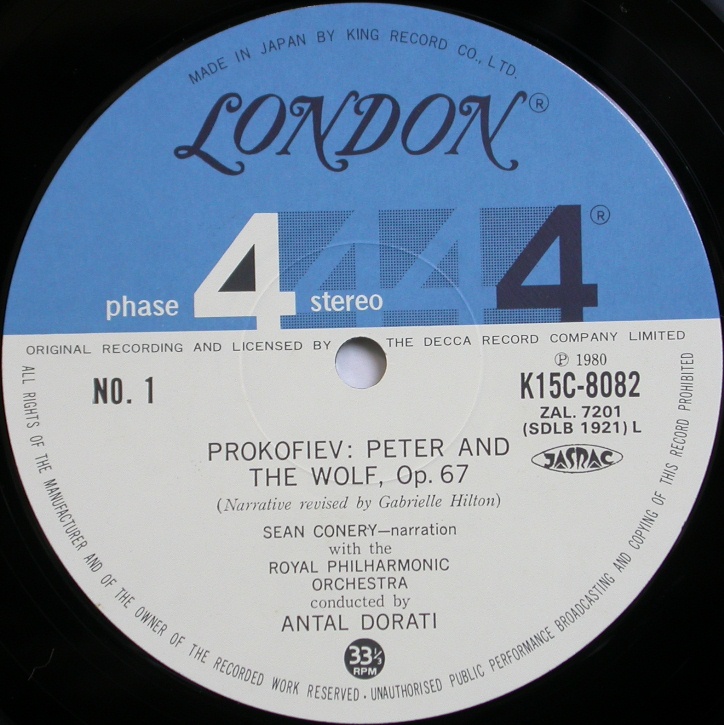 MADE IN JAPAN BY KING RECORD CO., LTD.
LONDON®
phase 4 stereo 4 4 4 ®
ORIGINAL RECORDING AND LICENSED BY THE DECCA RECORD COMPANY LIMITED
℗ 1980
NO. 1 K15C-8082
ZAL. 7201
(SDLB 1921) L
JASRAC
PROKOFIEV: PETER AND
THE WOLF, Op. 67
(Narrative revised by Gabrielle Hilton)
SEAN CONERY—narration
with the
ROYAL PHILHARMONIC
ORCHESTRA
conducted by
ANTAL DORATI
33⅓
RPM
ALL RIGHTS OF THE MANUFACTURER AND OF THE OWNER OF THE RECORDED WORK RESERVED · UNAUTHORISED PUBLIC PERFORMANCE BROADCASTING AND COPYING OF THIS RECORD PROHIBITED